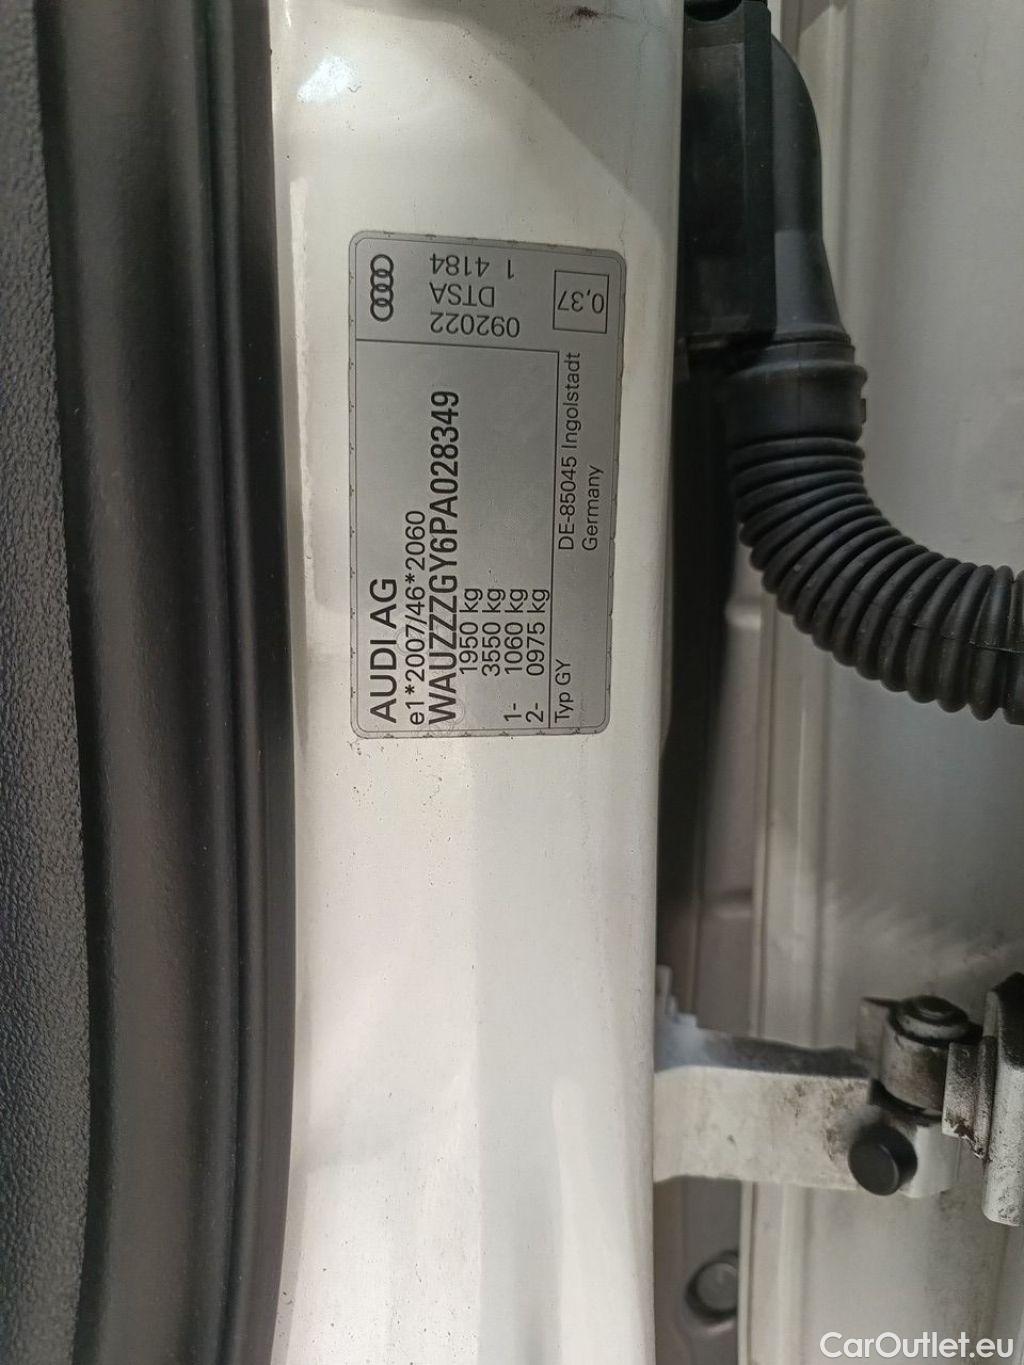 AUDI AG
e1*2007/46*2060
WAUZZZGY6PA028349
1950 kg
3550 kg
1- 1060 kg
2- 0975 kg
Typ GY
DE-85045 Ingolstadt
Germany
092022
DTSA
1 4184
0,37
CarOutlet.eu